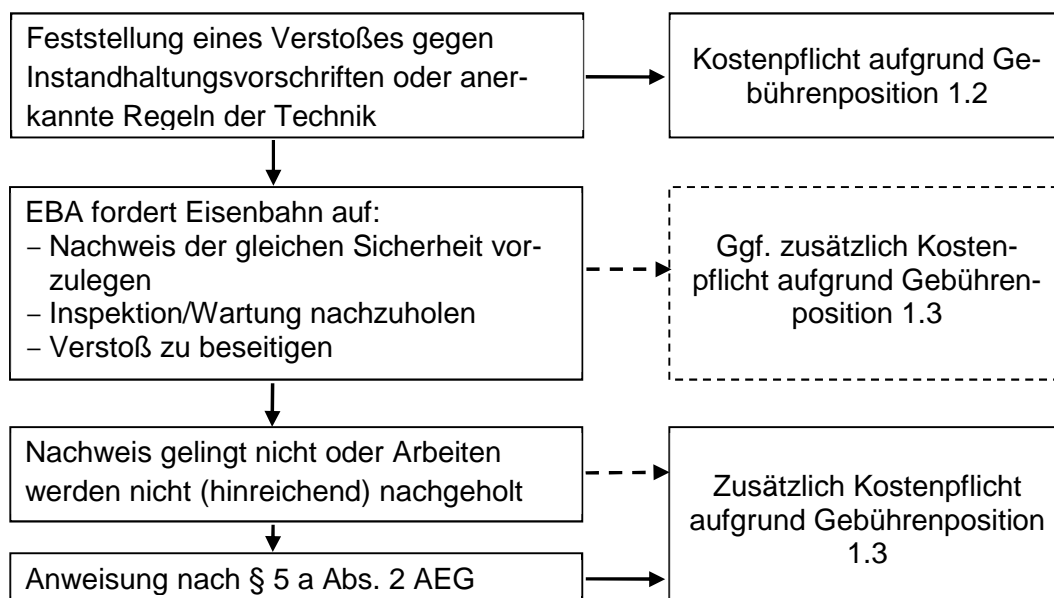 Feststellung eines Verstoßes gegen
Instandhaltungsvorschriften oder aner-
kannte Regeln der Technik
Kostenpflicht aufgrund Ge-
bührenposition 1.2
EBA fordert Eisenbahn auf:
– Nachweis der gleichen Sicherheit vor-
zulegen
– Inspektion/Wartung nachzuholen
– Verstoß zu beseitigen
Ggf. zusätzlich Kosten-
pflicht aufgrund Gebühren-
position 1.3
Nachweis gelingt nicht oder Arbeiten
werden nicht (hinreichend) nachgeholt
Anweisung nach § 5 a Abs. 2 AEG
Zusätzlich Kostenpflicht
aufgrund Gebührenposition
1.3